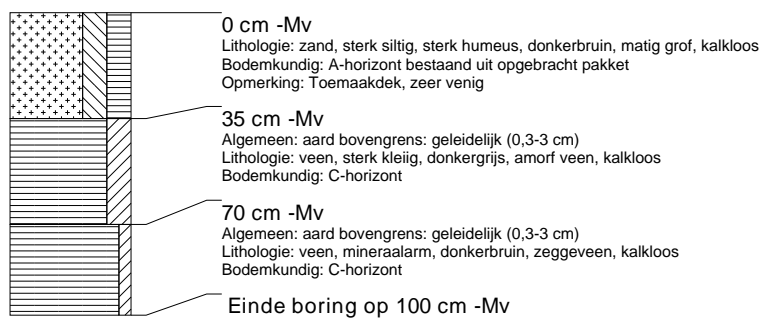 0 cm -Mv
Lithologie: zand, sterk siltig, sterk humeus, donkerbruin, matig grof, kalkloos
Bodemkundig: A-horizont bestaand uit opgebracht pakket
Opmerking: Toemaakdek, zeer venig
35 cm -Mv
Algemeen: aard bovengrens: geleidelijk (0,3-3 cm)
Lithologie: veen, sterk kleiig, donkergrijs, amorf veen, kalkloos
Bodemkundig: C-horizont
70 cm -Mv
Algemeen: aard bovengrens: geleidelijk (0,3-3 cm)
Lithologie: veen, mineraalarm, donkerbruin, zeggeveen, kalkloos
Bodemkundig: C-horizont
Einde boring op 100 cm -Mv